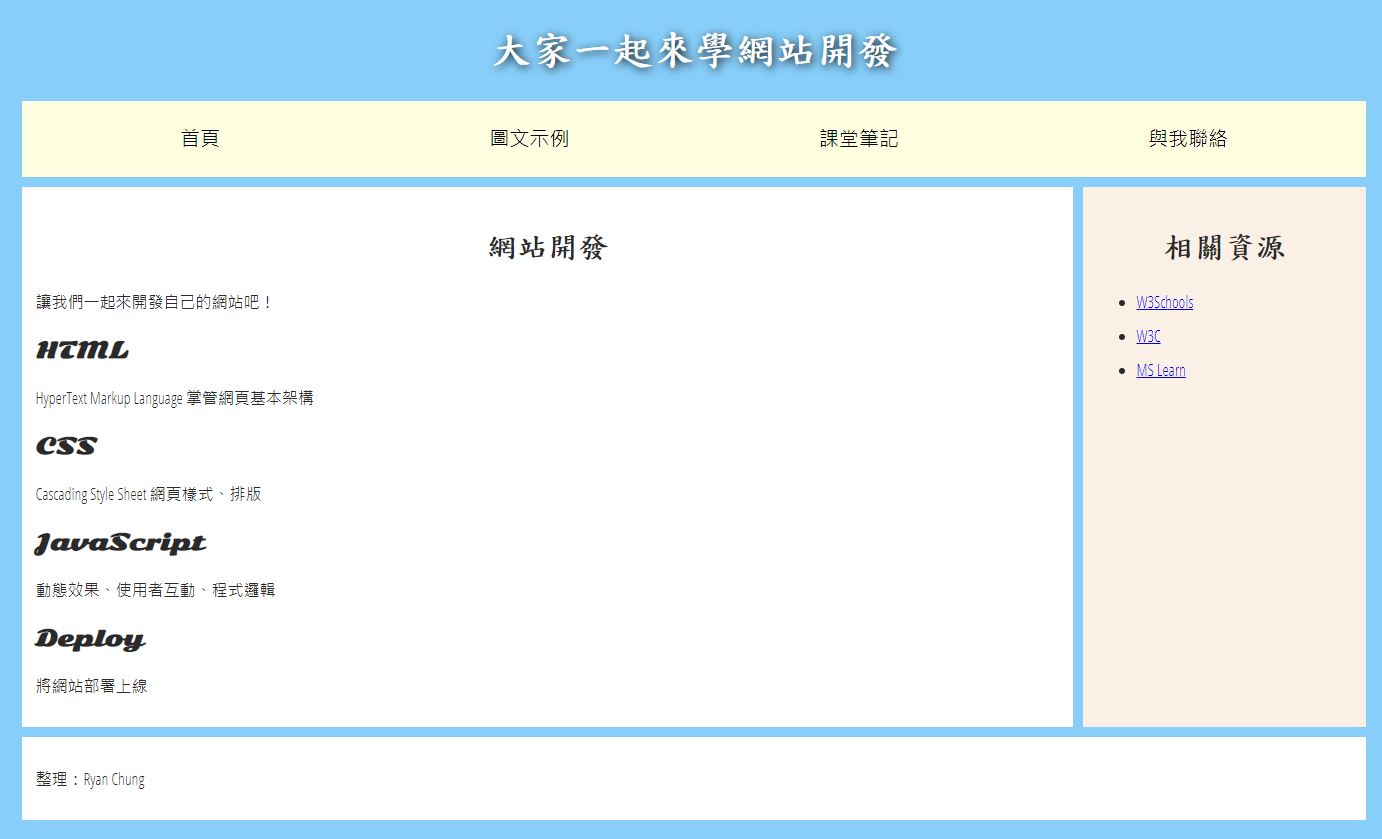 大家一起來學網站開發
首頁
圖文示例
課堂筆記
與我聯絡
網站開發
讓我們一起來開發自己的網站吧！
HTML
HyperText Markup Language 掌管網頁基本架構
CSS
Cascading Style Sheet 網頁樣式、排版
JavaScript
動態效果、使用者互動、程式邏輯
Deploy
將網站部署上線
相關資源
W3Schools
W3C
MS Learn
整理：Ryan Chung